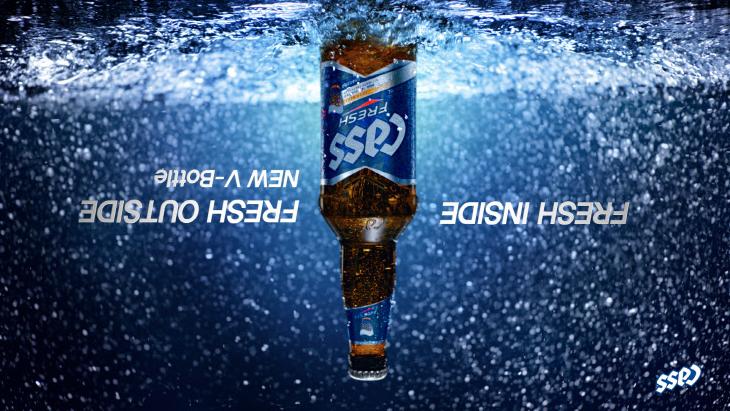 Cass
FRESH INSIDE
FRESH OUTSIDE
NEW V-Bottle
Cass
FRESH